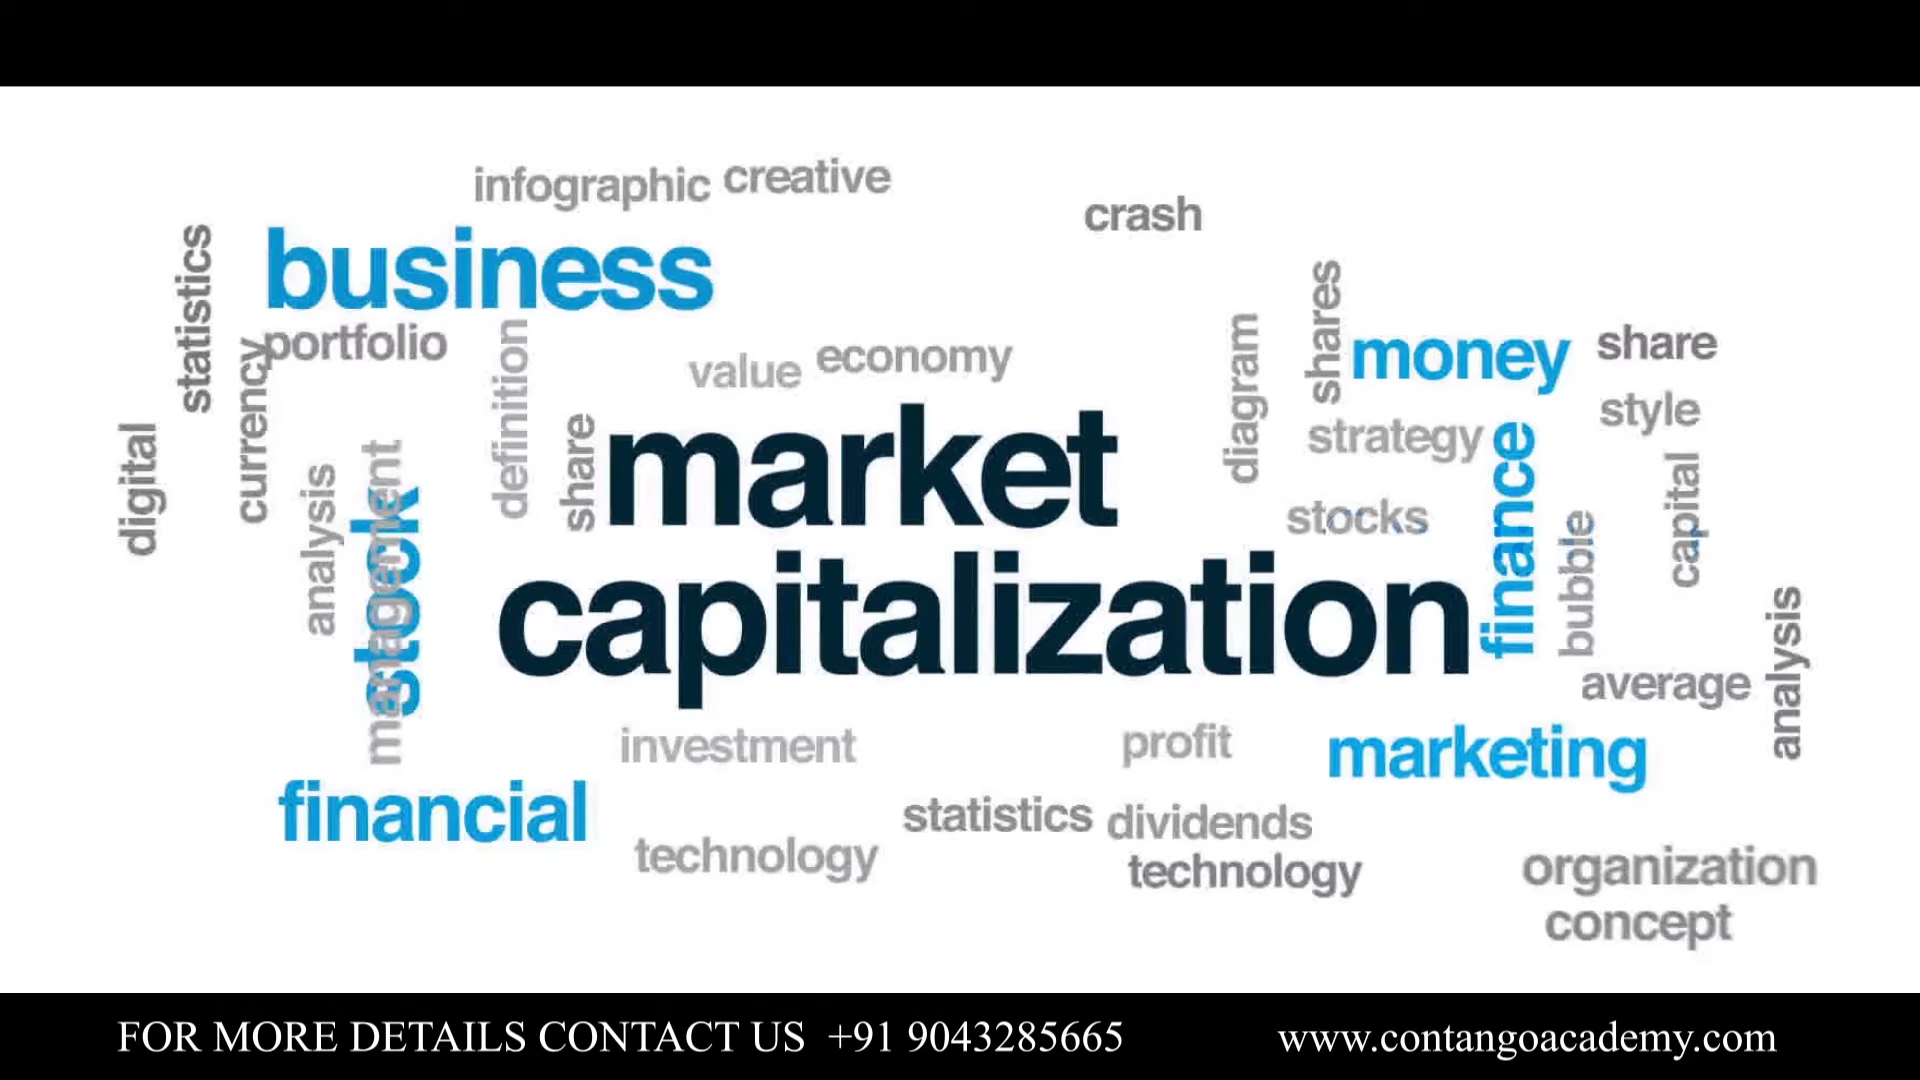 infographic creative
crash
statistics
business
shares
portfolio
currency
definition
value economy
diagram
money share
digital
analysis
management
stock
share
market
strategy
style
finance
capital
stocks
bubble
capitalization
analysis
average
investment
profit
marketing
financial
statistics dividends
technology
technology
organization
concept
FOR MORE DETAILS CONTACT US +91 9043285665
www.contangoacademy.com